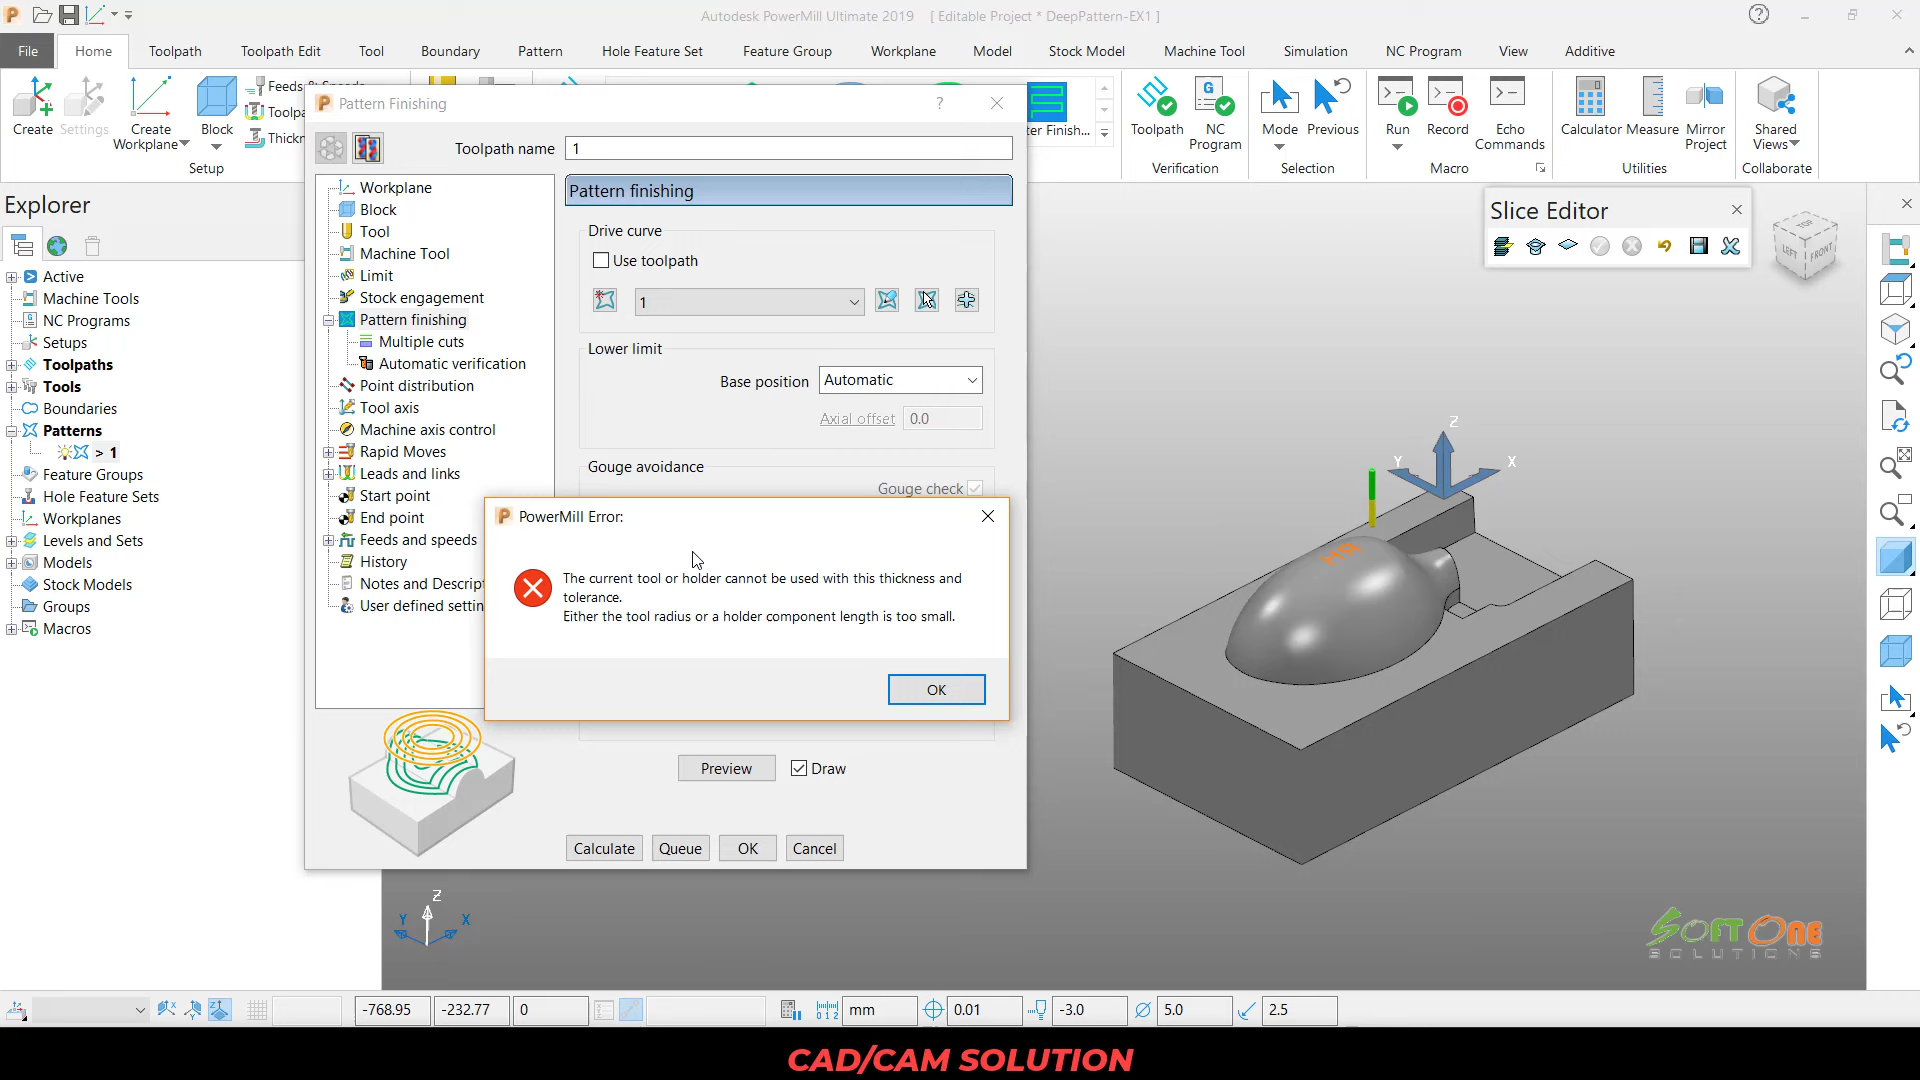 Autodesk PowerMill Ultimate 2019 [ Editable Project * DeepPattern-EX1 ]
File Home Toolpath Toolpath Edit Tool Boundary Pattern Hole Feature Set Feature Group Workplane Model Stock Model Machine Tool Simulation NC Program View Additive
Create
Settings
Create
Workplane
Block
Setup
Pattern Finishing
Toolpath
NC
Program
Verification
Mode
Previous
Selection
Run
Record
Echo
Commands
Macro
Calculator
Measure
Mirror
Project
Utilities
Shared
Views
Collaborate
Toolpath name 1
Explorer
Active
Machine Tools
NC Programs
Setups
Toolpaths
Tools
Boundaries
Patterns
> 1
Feature Groups
Hole Feature Sets
Workplanes
Levels and Sets
Models
Stock Models
Groups
Macros
Workplane
Block
Tool
Machine Tool
Limit
Stock engagement
Pattern finishing
Multiple cuts
Automatic verification
Point distribution
Tool axis
Machine axis control
Rapid Moves
Leads and links
Start point
End point
Feeds and speeds
History
Notes and Descript
User defined settin
Pattern finishing
Drive curve
Use toolpath
1
Lower limit
Base position Automatic
Axial offset 0.0
Gouge avoidance
Gouge check
PowerMill Error:
The current tool or holder cannot be used with this thickness and
tolerance.
Either the tool radius or a holder component length is too small.
OK
Preview Draw
Calculate Queue OK Cancel
Slice Editor
TOP
LEFT
FRONT
Z
Y
X
HA
Z
Y
X
SOFTONE
SOLUTIONS
-768.95 -232.77 0 mm 0.01 -3.0 5.0 2.5
CAD/CAM SOLUTION